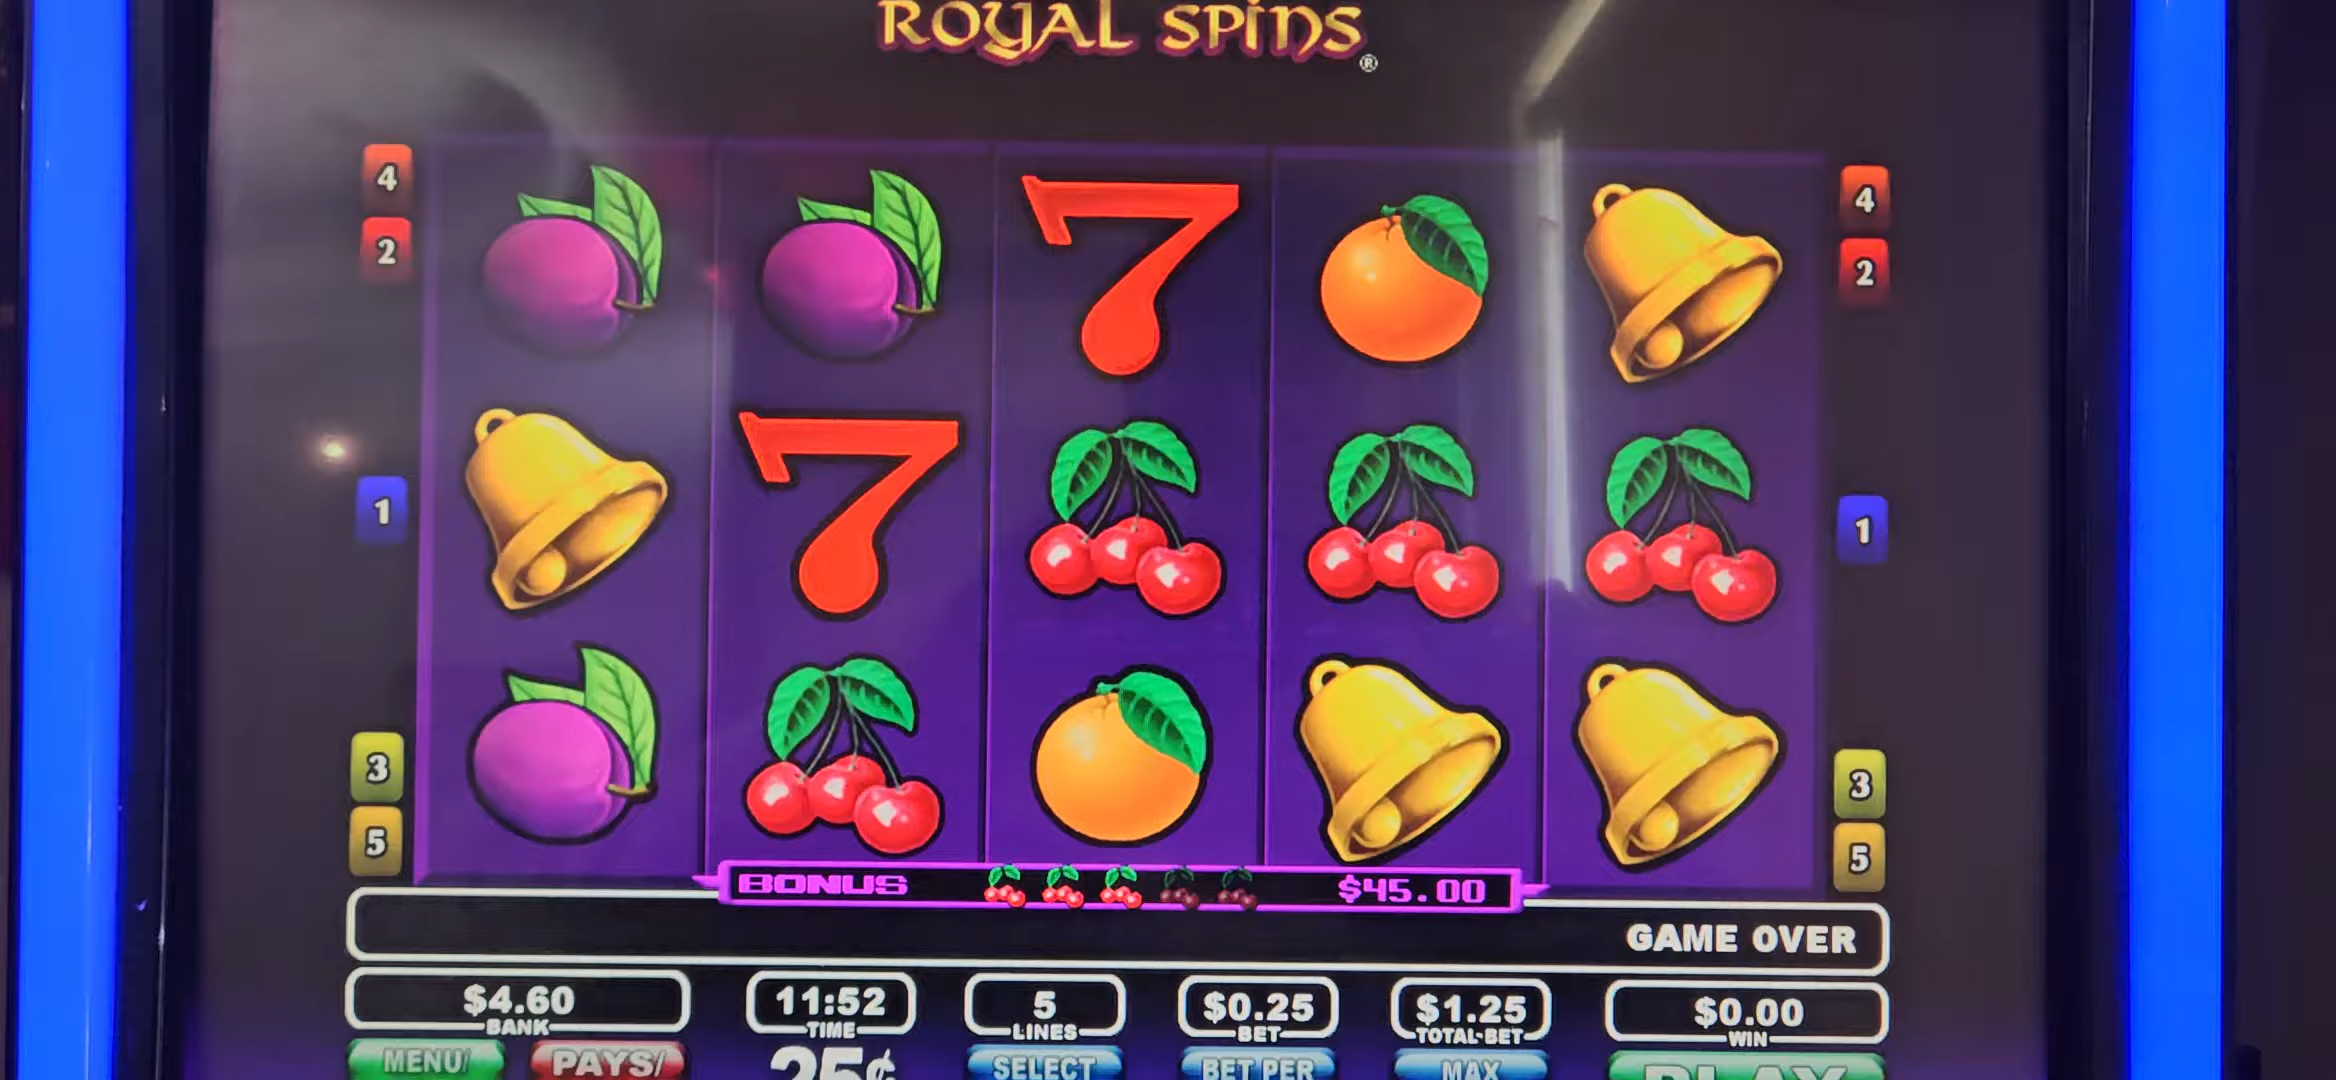 ROYAL SPINS®
4
4
2
2
1
1
3
3
5
5
BONUS $45.00
GAME OVER
$4.60 11:52 5 $0.25 $1.25 $0.00
BANK TIME LINES BET TOTAL-BET WIN
MENU/ PAYS/ 25¢ SELECT BET PER MAX PLAY